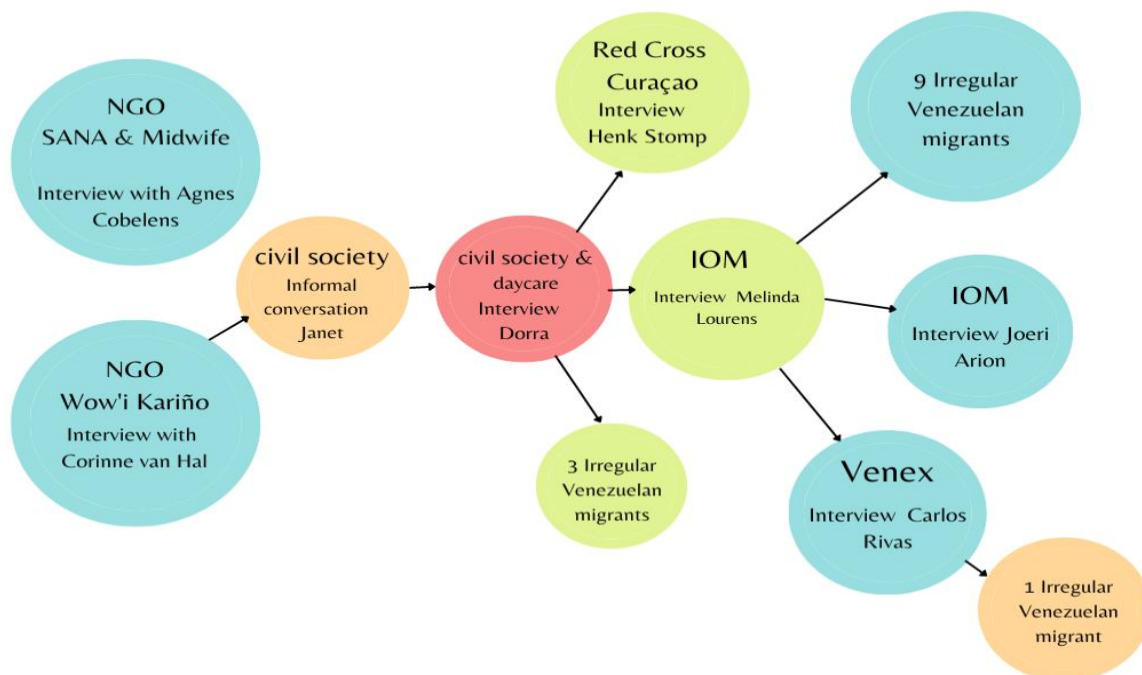 NGO
SANA & Midwife
Interview with Agnes
Cobelens
NGO
Wow'i Kariño
Interview with
Corinne van Hal
civil society
Informal
conversation
Janet
civil society &
daycare
Interview
Dorra
Red Cross
Curaçao
Interview
Henk Stomp
3 Irregular
Venezuelan
migrants
IOM
Interview Melinda
Lourens
9 Irregular
Venezuelan
migrants
IOM
Interview Joeri
Arion
Venex
Interview Carlos
Rivas
1 Irregular
Venezuelan
migrant